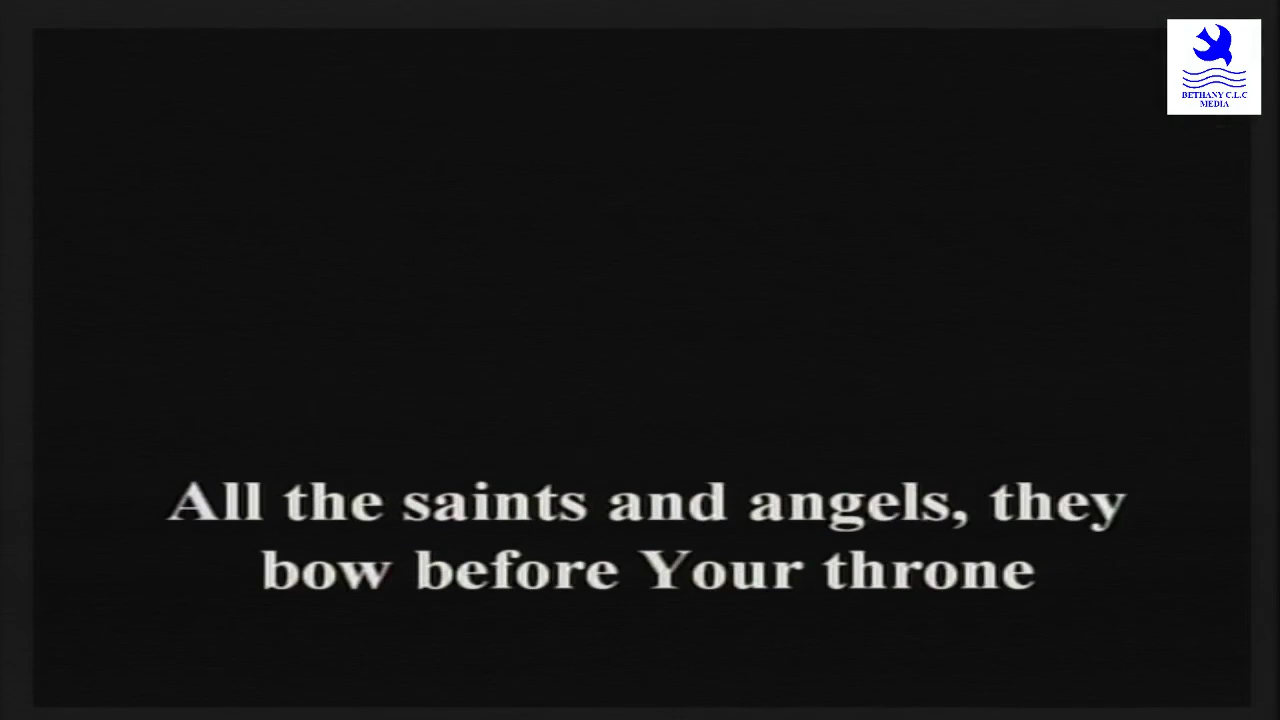 BETHANY C.L.C
MEDIA
All the saints and angels, they
bow before Your throne